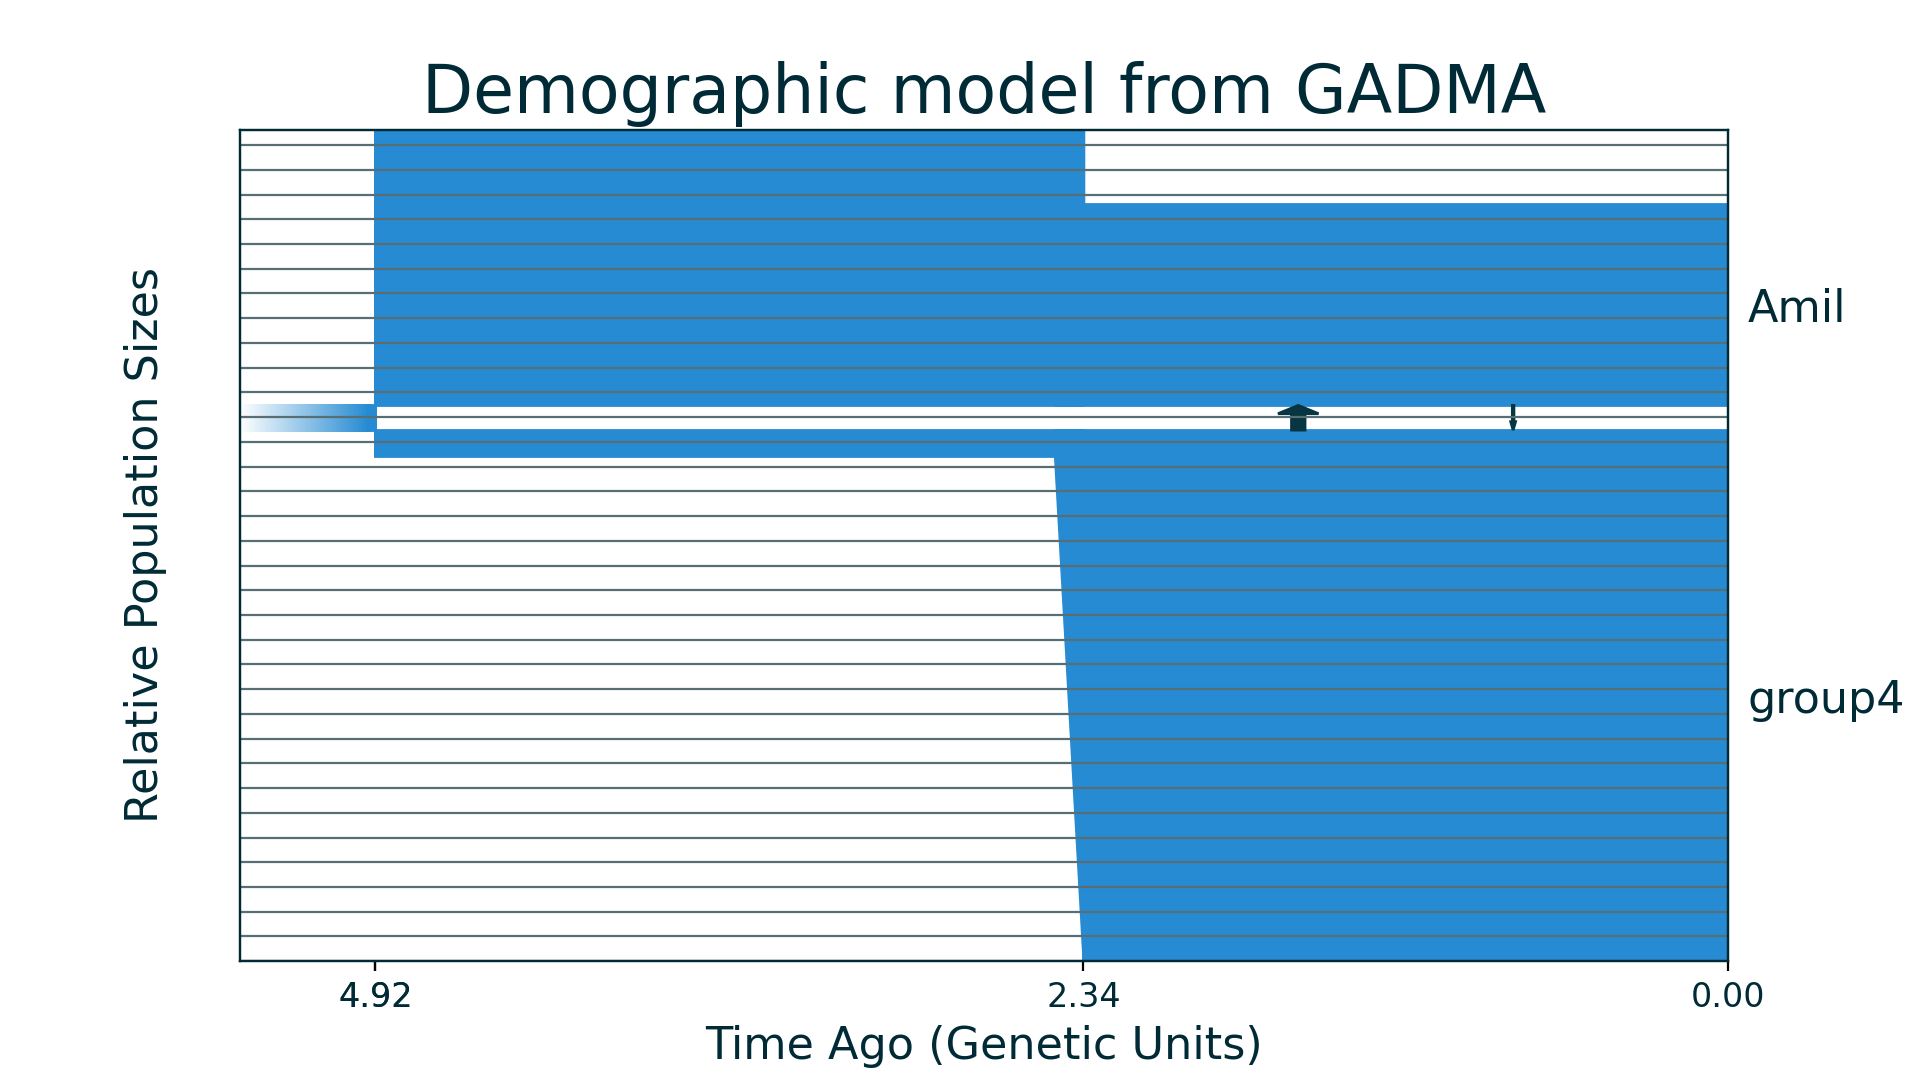 Demographic model from GADMA
Relative Population Sizes
Amil
group4
4.92
2.34
0.00
Time Ago (Genetic Units)